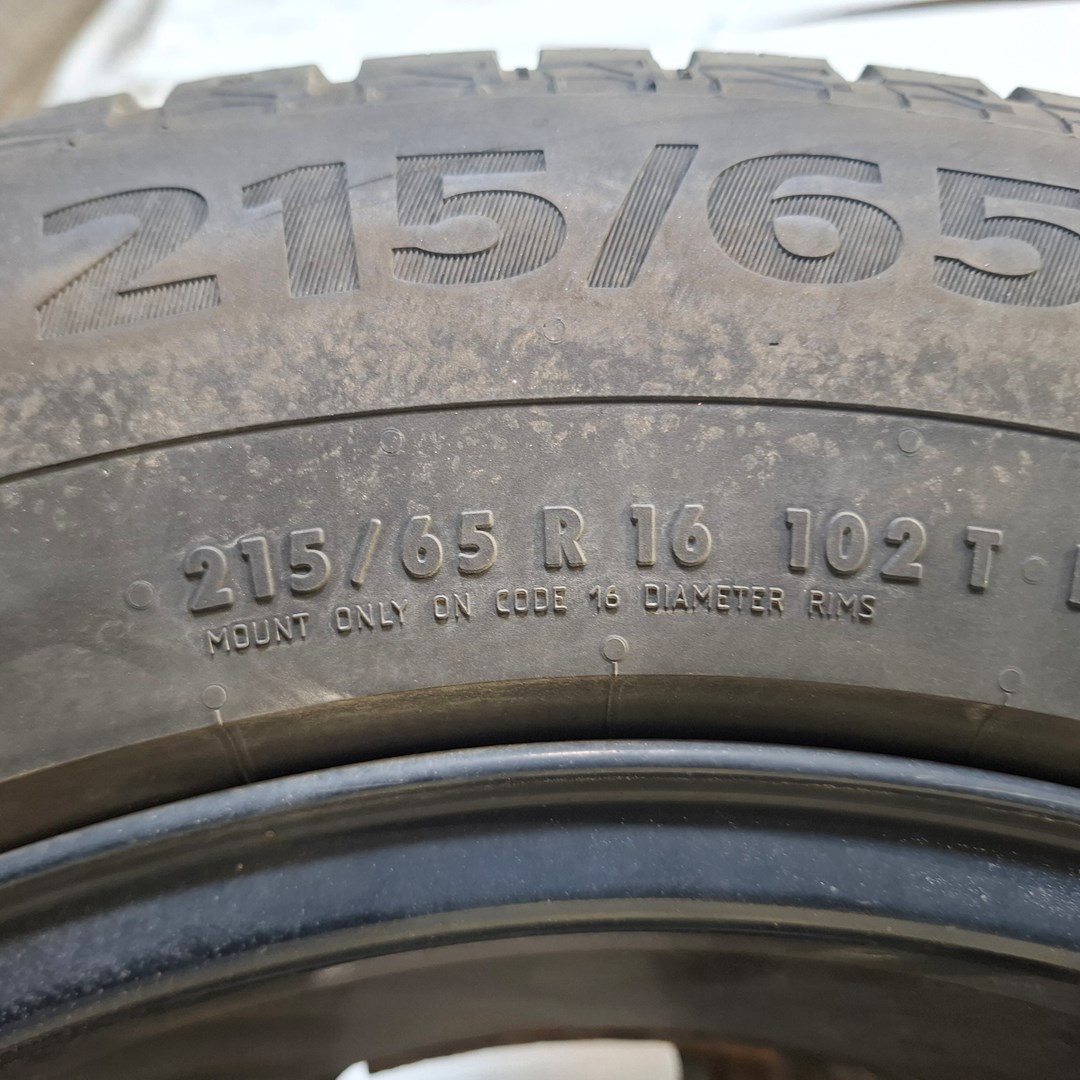 215/65
215/65 R 16 102 T
MOUNT ONLY ON CODE 16 DIAMETER RIMS